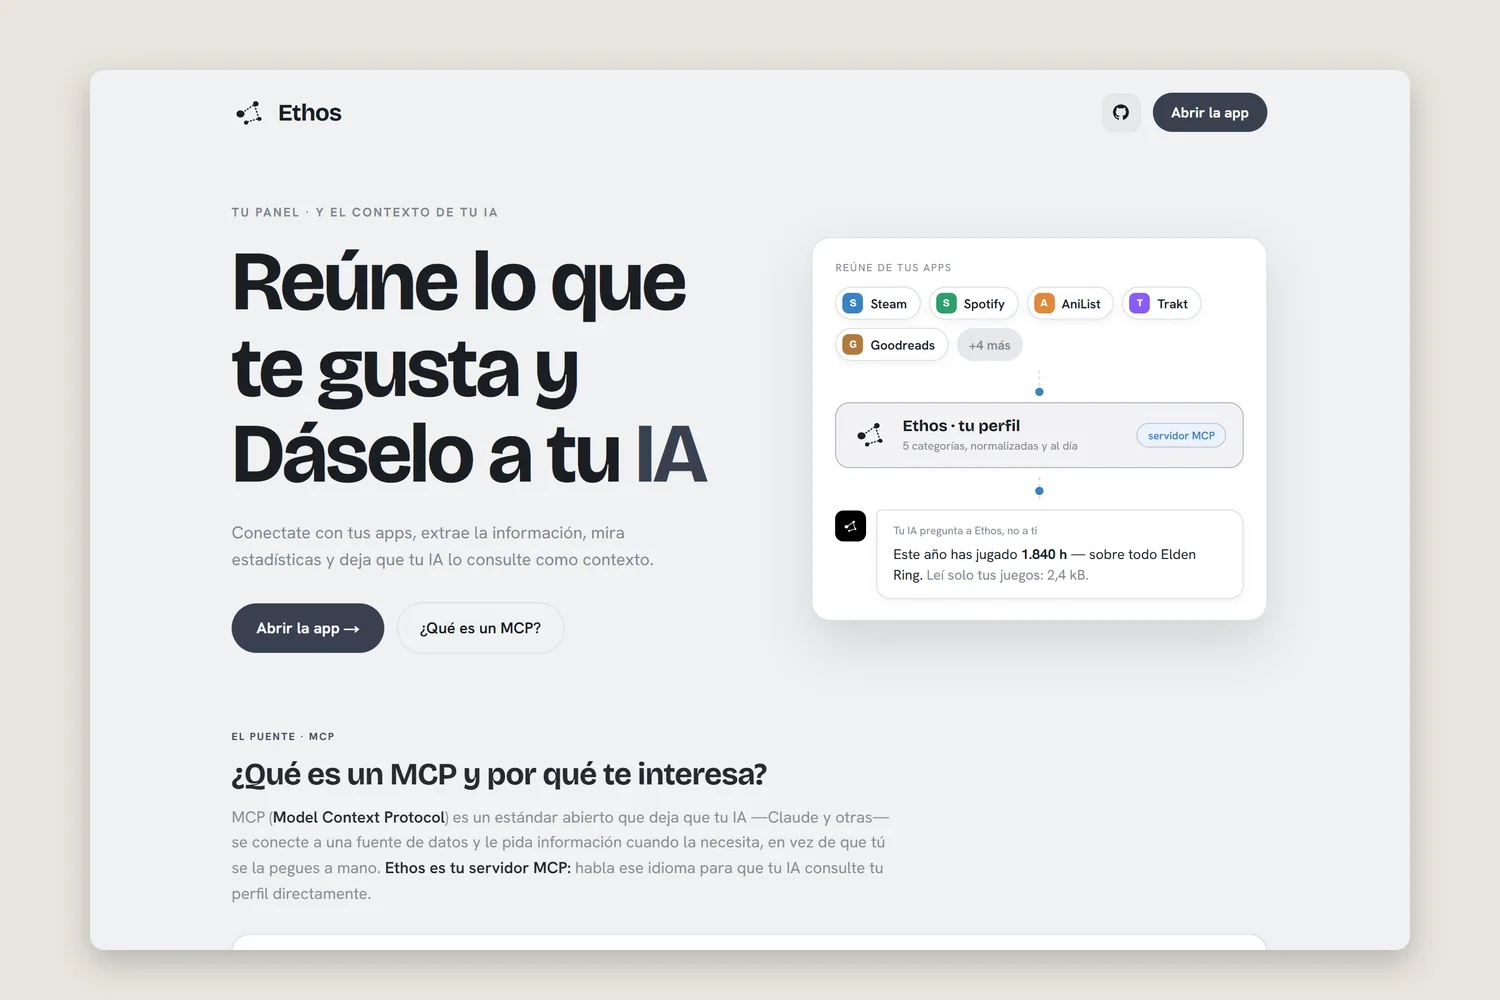 Ethos
Abrir la app
TU PANEL · Y EL CONTEXTO DE TU IA
Reúne lo que
te gusta y
Dáselo a tu IA
Conectate con tus apps, extrae la información, mira
estadísticas y deja que tu IA lo consulte como contexto.
Abrir la app →
¿Qué es un MCP?
REÚNE DE TUS APPS
S Steam
S Spotify
A AniList
T Trakt
G Goodreads
+4 más
Ethos · tu perfil
5 categorías, normalizadas y al día
servidor MCP
Tu IA pregunta a Ethos, no a ti
Este año has jugado 1.840 h — sobre todo Elden
Ring. Leí solo tus juegos: 2,4 kB.
EL PUENTE · MCP
¿Qué es un MCP y por qué te interesa?
MCP (Model Context Protocol) es un estándar abierto que deja que tu IA —Claude y otras—
se conecte a una fuente de datos y le pida información cuando la necesita, en vez de que tú
se la pegues a mano. Ethos es tu servidor MCP: habla ese idioma para que tu IA consulte tu
perfil directamente.